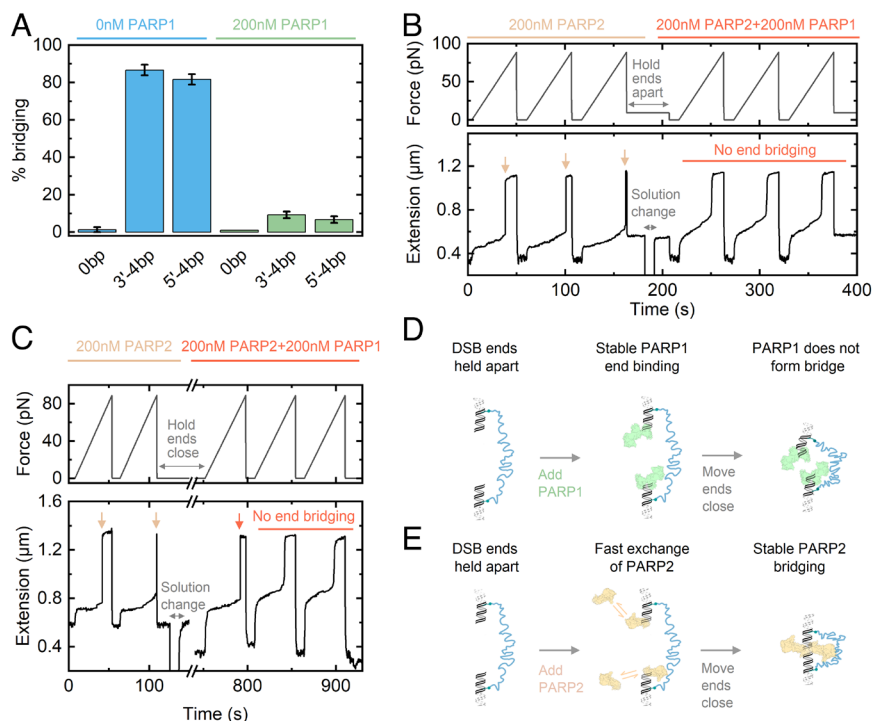 A
0nM PARP1
200nM PARP1
% bridging
100
80
60
40
20
0
0bp
3'-4bp
5'-4bp
0bp
3'-4bp
5'-4bp
B
200nM PARP2
200nM PARP2+200nM PARP1
Force (pN)
100
75
50
25
0
Hold
ends
apart
Extension (μm)
1.2
0.8
0.4
Solution
change
No end bridging
0
100
200
300
400
Time (s)
C
200nM PARP2
200nM PARP2+200nM PARP1
Force (pN)
80
60
40
20
0
Hold
ends
close
Extension (μm)
1.6
1.2
0.8
0.4
Solution
change
No end bridging
0
100
800
900
Time (s)
D
DSB ends
held apart
Stable PARP1
end binding
PARP1 does not
form bridge
Add
PARP1
Move
ends
close
E
DSB ends
held apart
Fast exchange
of PARP2
Stable PARP2
bridging
Add
PARP2
Move
ends
close